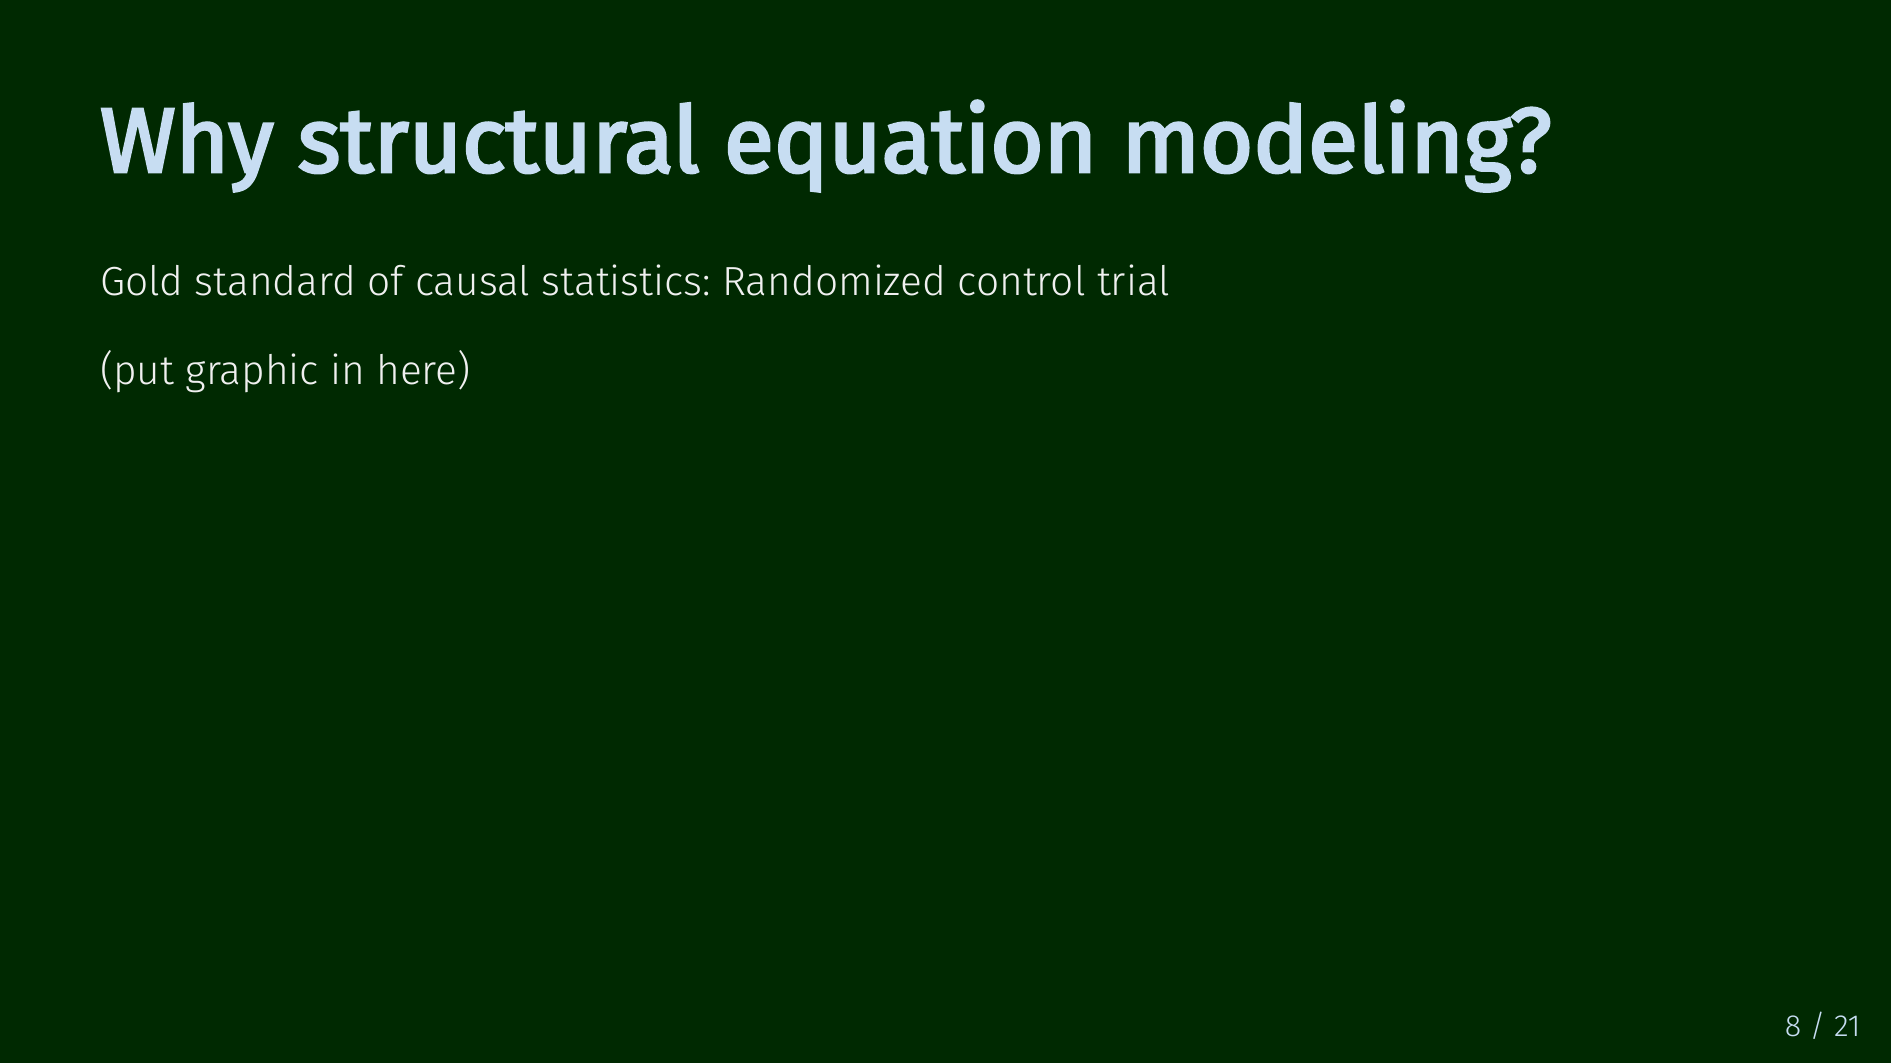 Why structural equation modeling?
Gold standard of causal statistics: Randomized control trial
(put graphic in here)
8 / 21